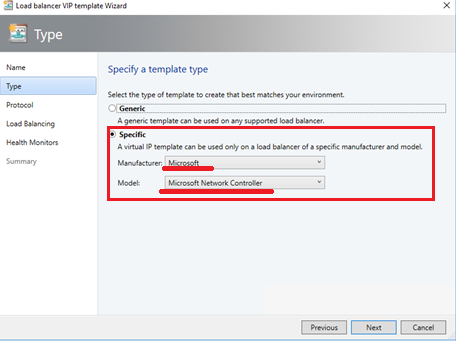 Load balancer VIP template Wizard
Type
Name
Type
Protocol
Load Balancing
Health Monitors
Summary
Specify a template type
Select the type of template to create that best matches your environment.
Generic
A generic template can be used on any supported load balancer.
Specific
A virtual IP template can be used only on a load balancer of a specific manufacturer and model.
Manufacturer: Microsoft
Model: Microsoft Network Controller
Previous Next Cancel